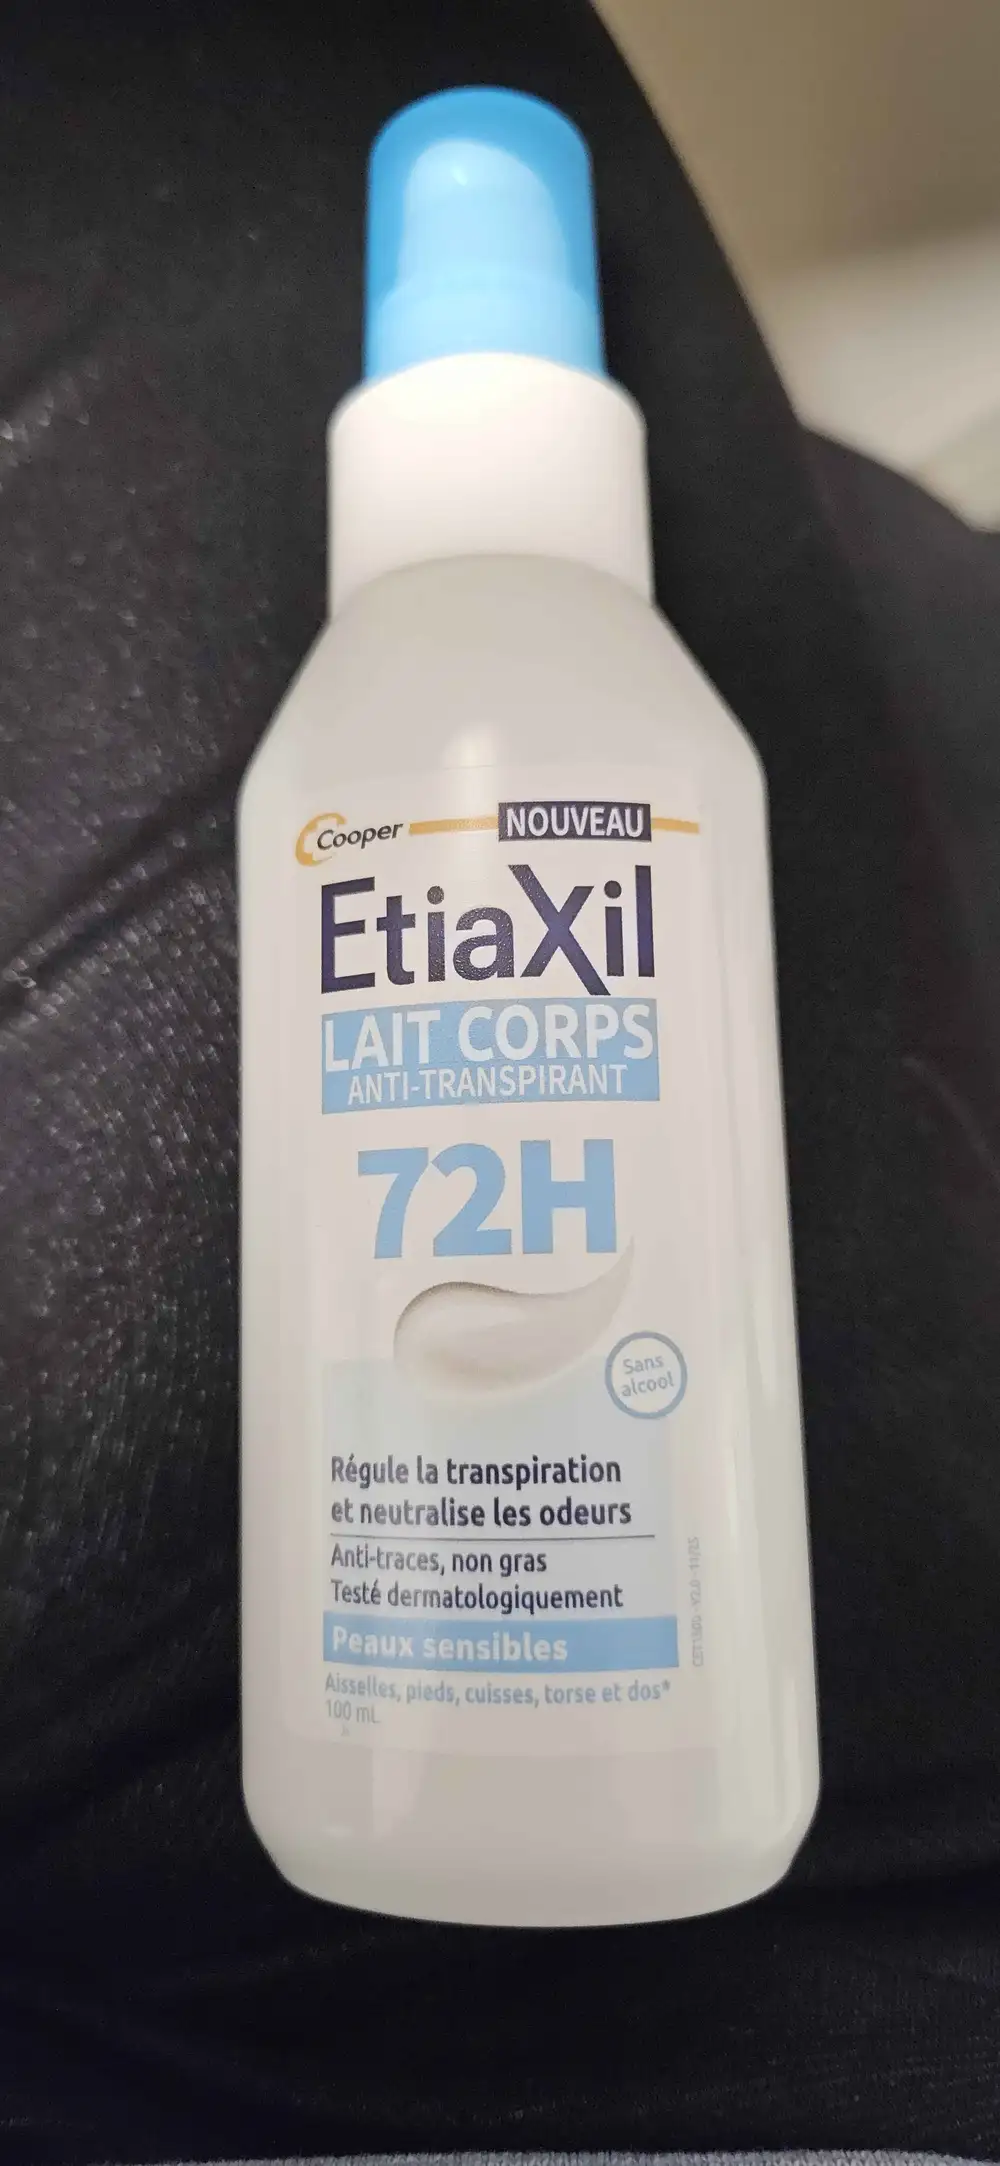 Cooper
NOUVEAU
EtiaXil
LAIT CORPS
ANTI-TRANSPIRANT
72H
Sans
alcool
Régule la transpiration
et neutralise les odeurs
Anti-traces, non gras
Testé dermatologiquement
Peaux sensibles
Aisselles, pieds, cuisses, torse et dos*
100 mL